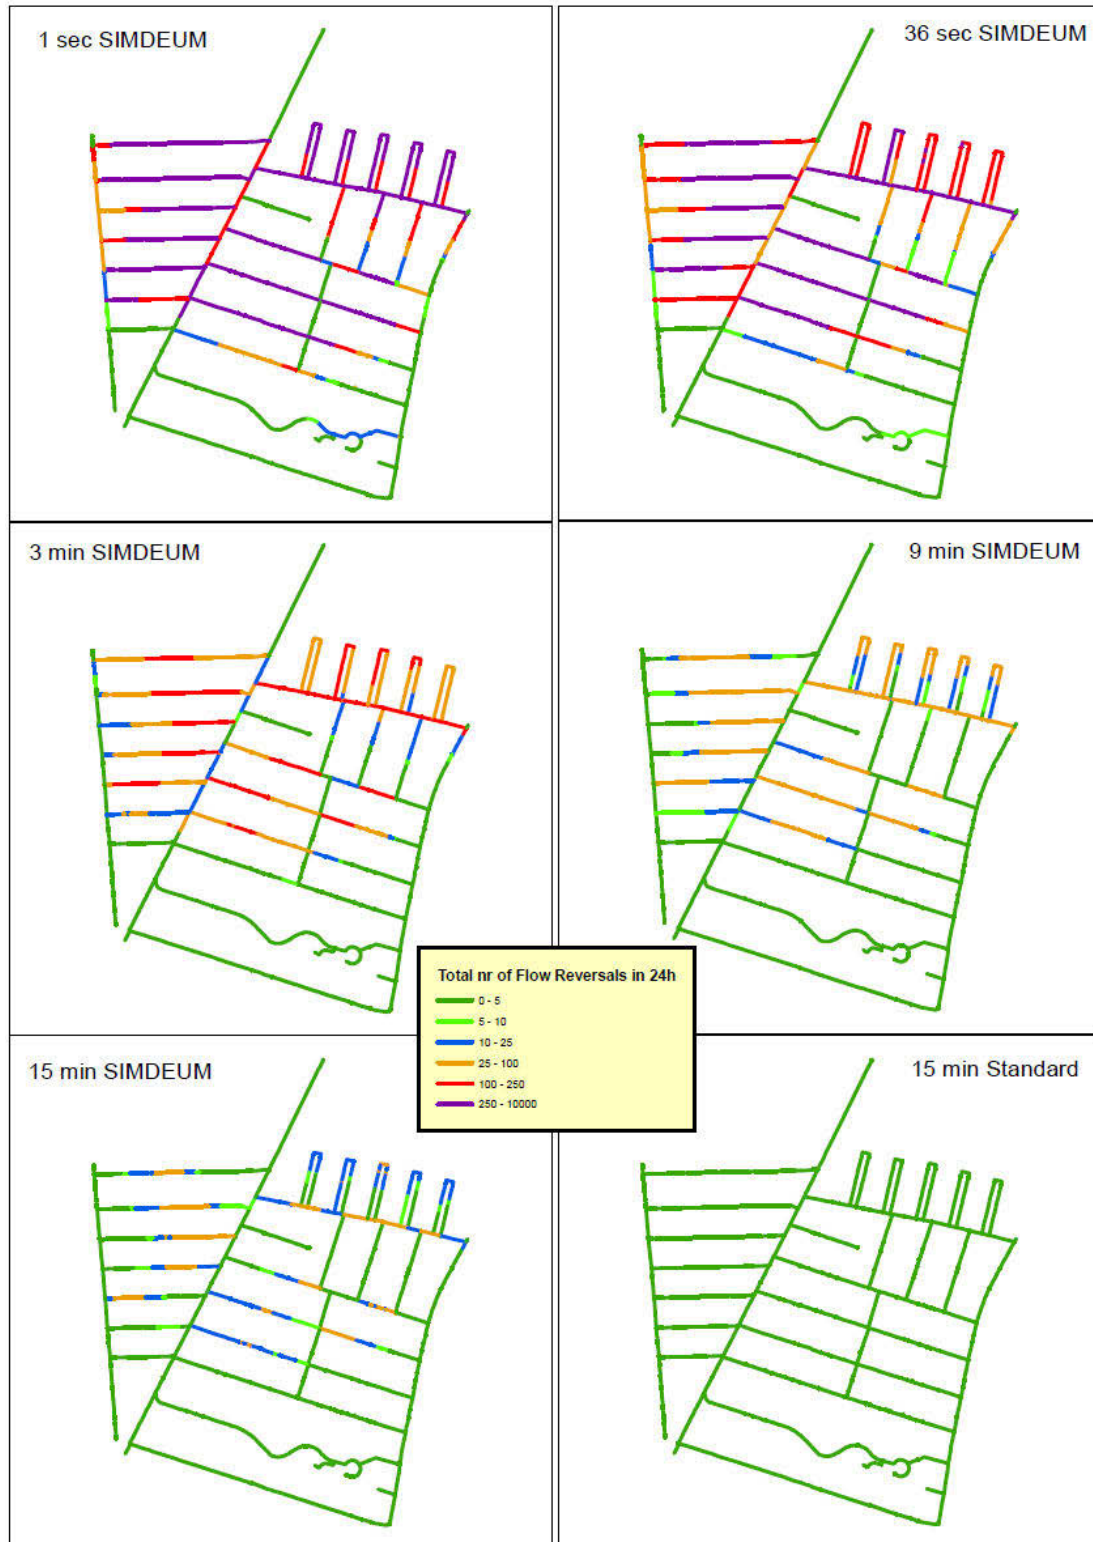 1 sec SIMDEUM
36 sec SIMDEUM
3 min SIMDEUM
9 min SIMDEUM
Total nr of Flow Reversals in 24h
0 - 5
5 - 10
10 - 25
25 - 100
100 - 250
250 - 10000
15 min SIMDEUM
15 min Standard